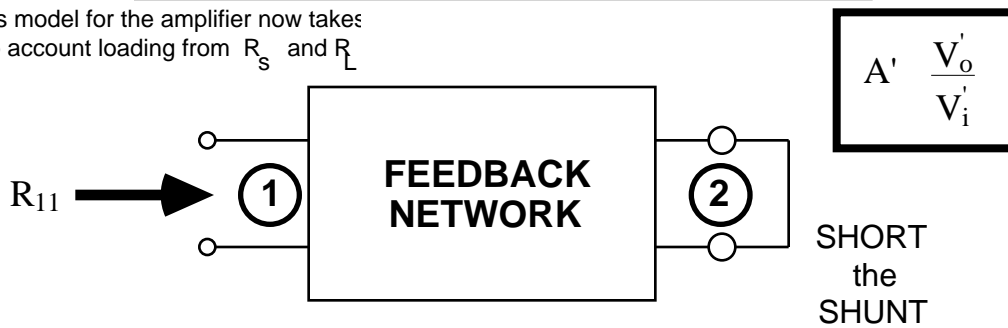 s model for the amplifier now takes
account loading from R_s and R_L
A' V'_o
V'_i
R11
1
FEEDBACK
NETWORK
2
SHORT
the
SHUNT